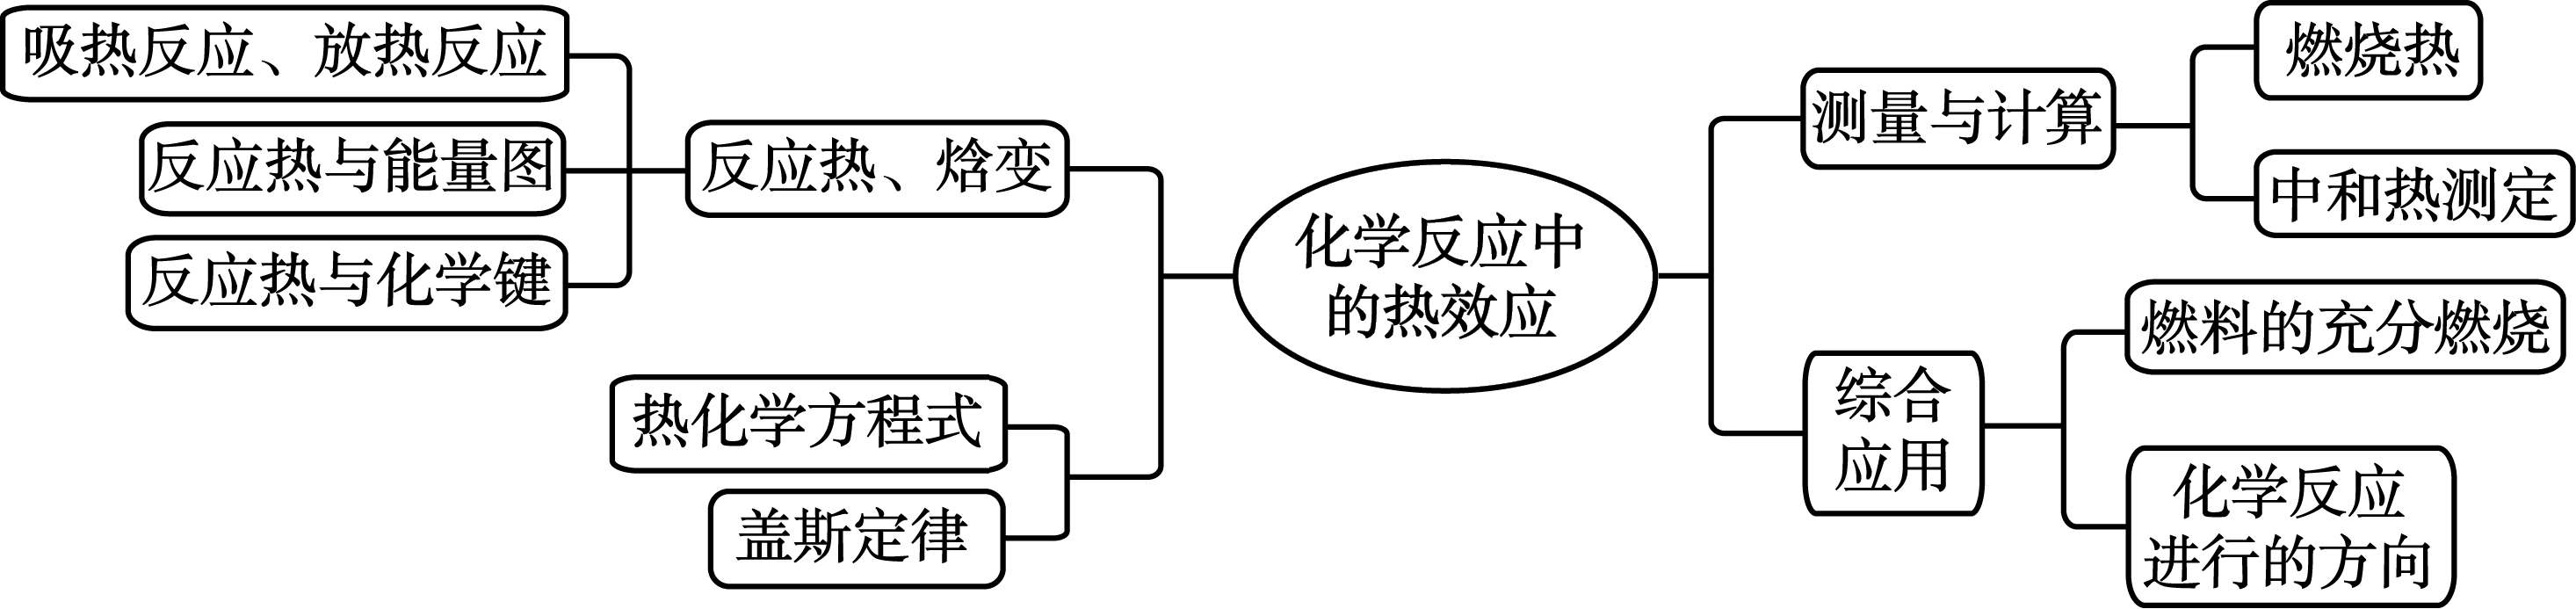 吸热反应、放热反应
反应热与能量图
反应热与化学键
反应热、焓变
热化学方程式
盖斯定律
化学反应中
的热效应
测量与计算
燃烧热
中和热测定
综合
应用
燃料的充分燃烧
化学反应
进行的方向